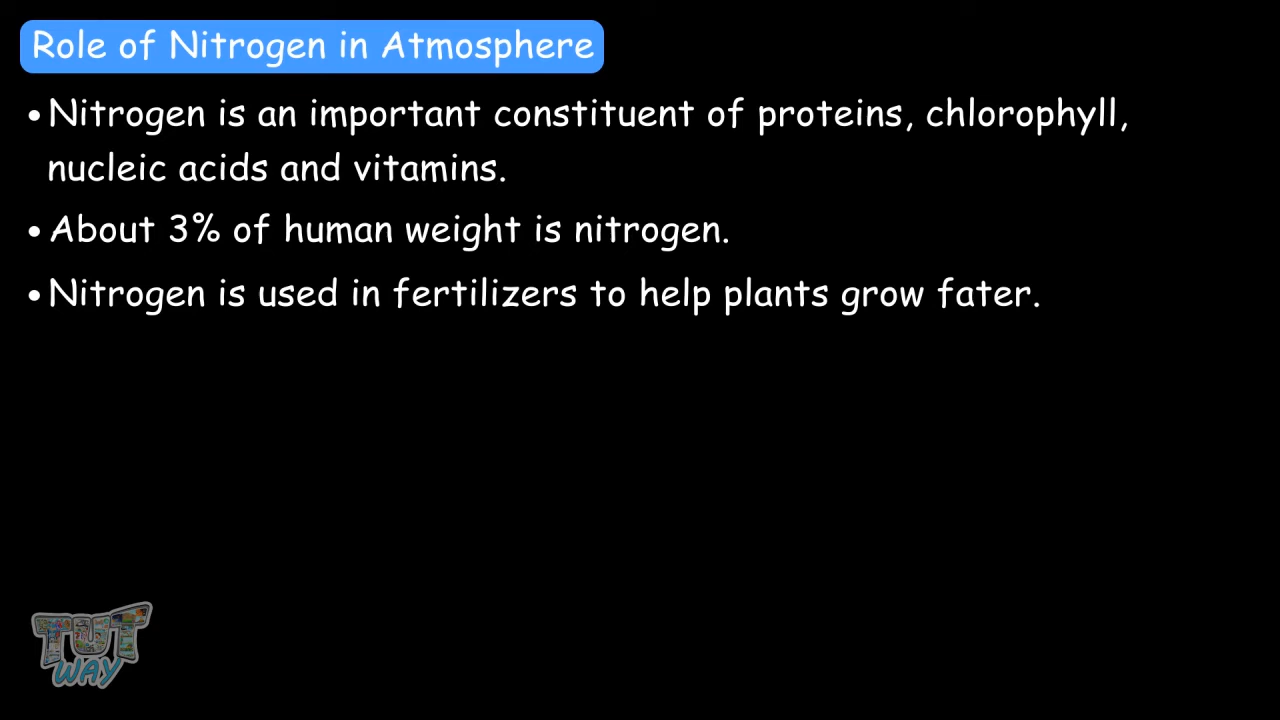 Role of Nitrogen in Atmosphere
• Nitrogen is an important constituent of proteins, chlorophyll,
nucleic acids and vitamins.
• About 3% of human weight is nitrogen.
• Nitrogen is used in fertilizers to help plants grow fater.
TUT
WAY